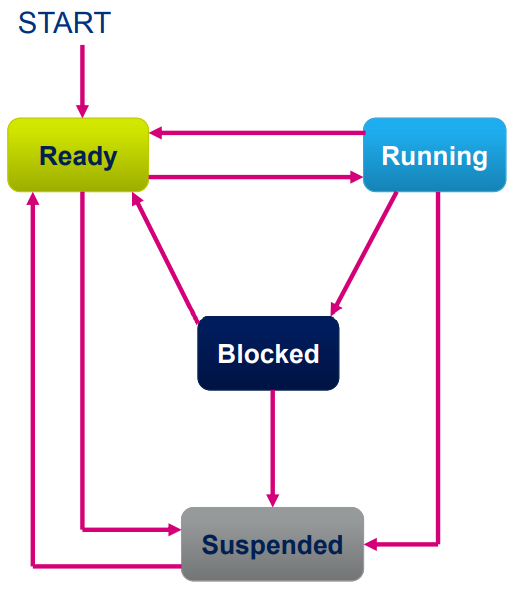 START
Ready
Running
Blocked
Suspended